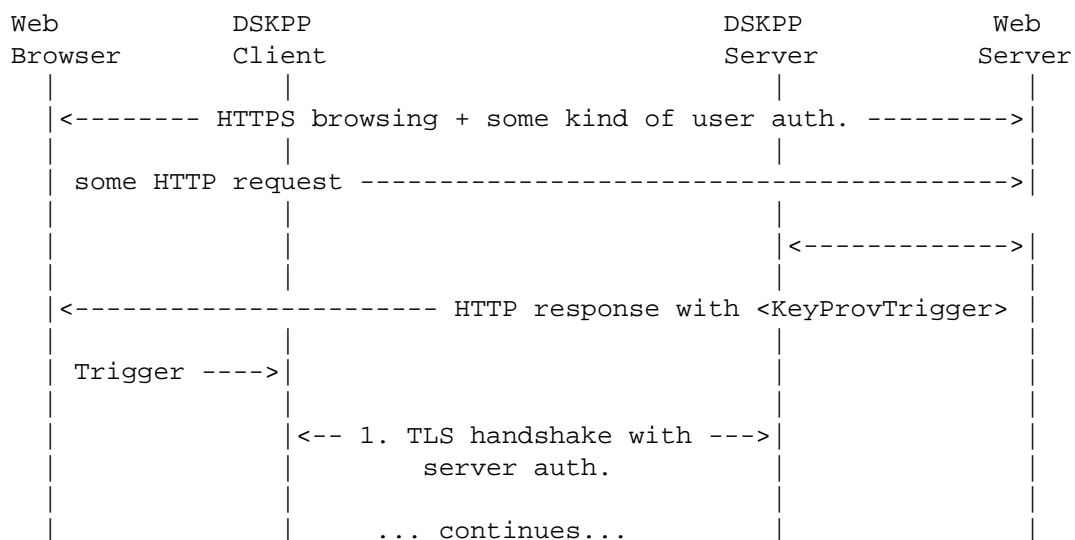 Web DSKPP DSKPP Web
Browser Client Server Server
<-------- HTTPS browsing + some kind of user auth. --------->
some HTTP request ----------------------------------------->
<------------->
<----------------------- HTTP response with <KeyProvTrigger>
Trigger ---->
<-- 1. TLS handshake with --->
server auth.
... continues...